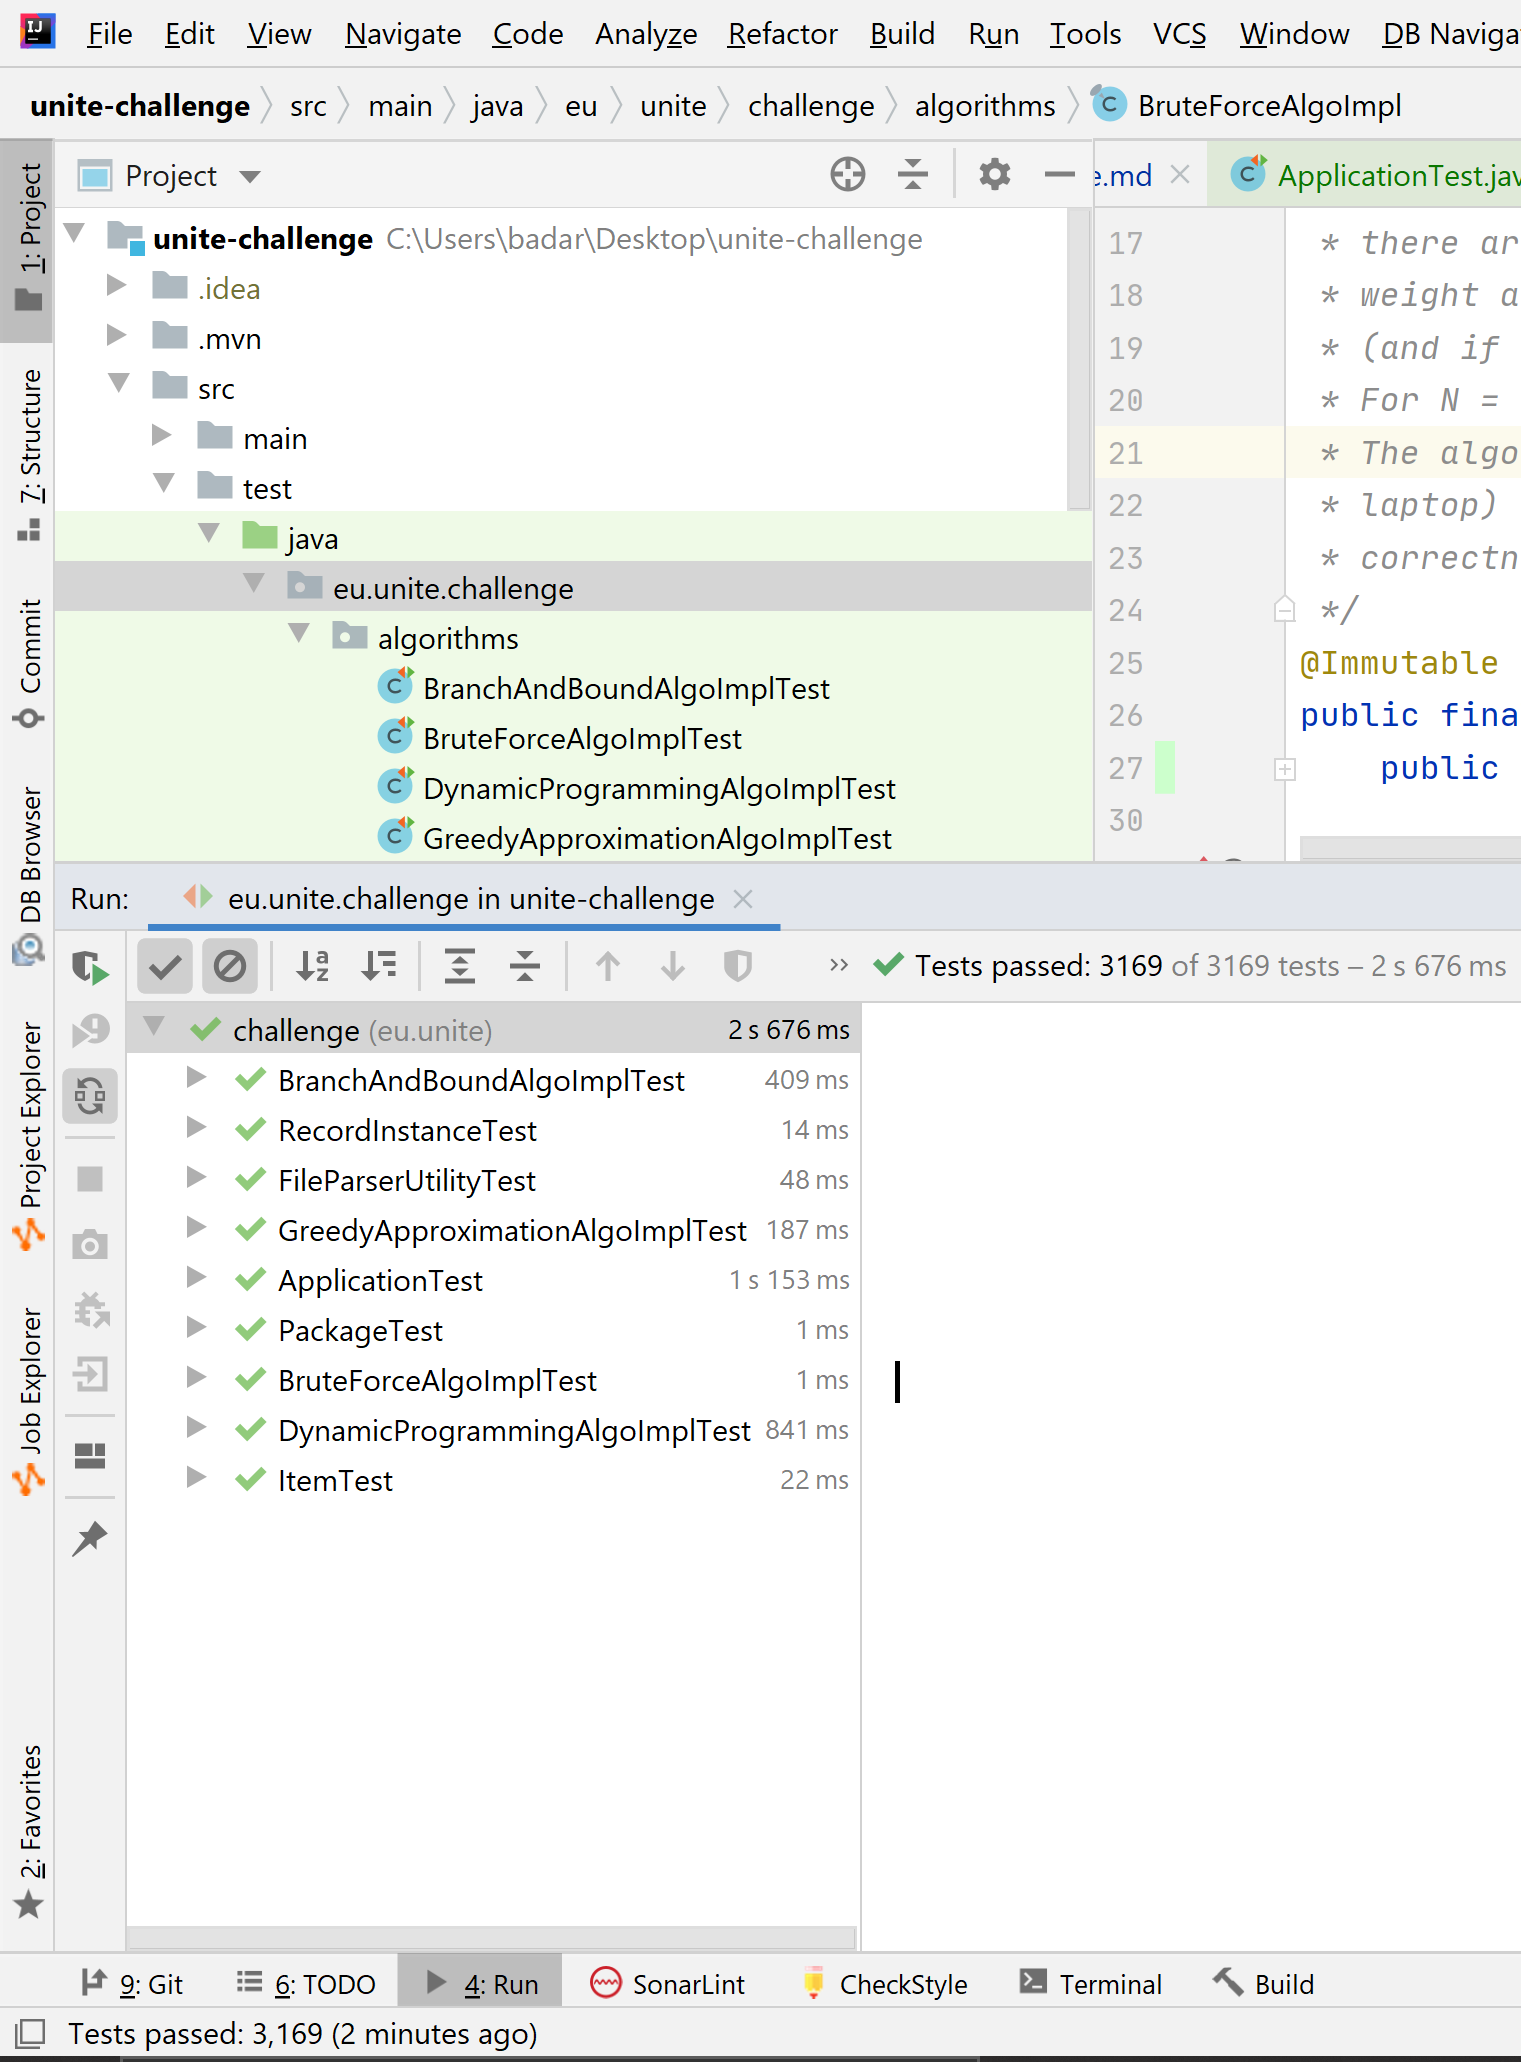 File Edit View Navigate Code Analyze Refactor Build Run Tools VCS Window DB Naviga
unite-challenge src main java eu unite challenge algorithms BruteForceAlgoImpl
1: Project
7: Structure
Commit
DB Browser
Project Explorer
Job Explorer
2: Favorites
Project
unite-challenge C:\Users\badar\Desktop\unite-challenge
.idea
.mvn
src
main
test
java
eu.unite.challenge
algorithms
BranchAndBoundAlgoImplTest
BruteForceAlgoImplTest
DynamicProgrammingAlgoImplTest
GreedyApproximationAlgoImplTest
e.md ApplicationTest.jav
17 * there ar
18 * weight a
19 * (and if
20 * For N =
21 * The algo
22 * laptop)
23 * correctn
24 */
25 @Immutable
26 public fina
27 public
30
Run: eu.unite.challenge in unite-challenge
Tests passed: 3169 of 3169 tests – 2 s 676 ms
challenge (eu.unite) 2 s 676 ms
BranchAndBoundAlgoImplTest 409 ms
RecordInstanceTest 14 ms
FileParserUtilityTest 48 ms
GreedyApproximationAlgoImplTest 187 ms
ApplicationTest 1 s 153 ms
PackageTest 1 ms
BruteForceAlgoImplTest 1 ms
DynamicProgrammingAlgoImplTest 841 ms
ItemTest 22 ms
9: Git 6: TODO 4: Run SonarLint CheckStyle Terminal Build
Tests passed: 3,169 (2 minutes ago)